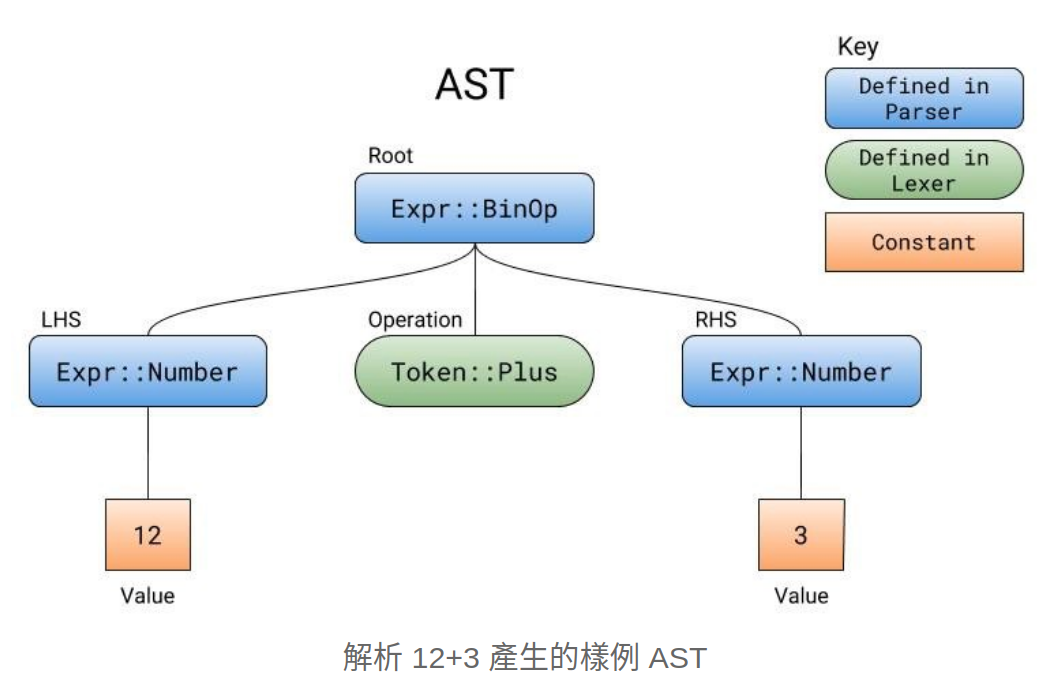 AST
Key
Defined in
Parser
Defined in
Lexer
Constant
Root
Expr::BinOp
LHS
Operation
RHS
Expr::Number
Token::Plus
Expr::Number
12
3
Value
Value
解析 12+3 產生的樣例 AST